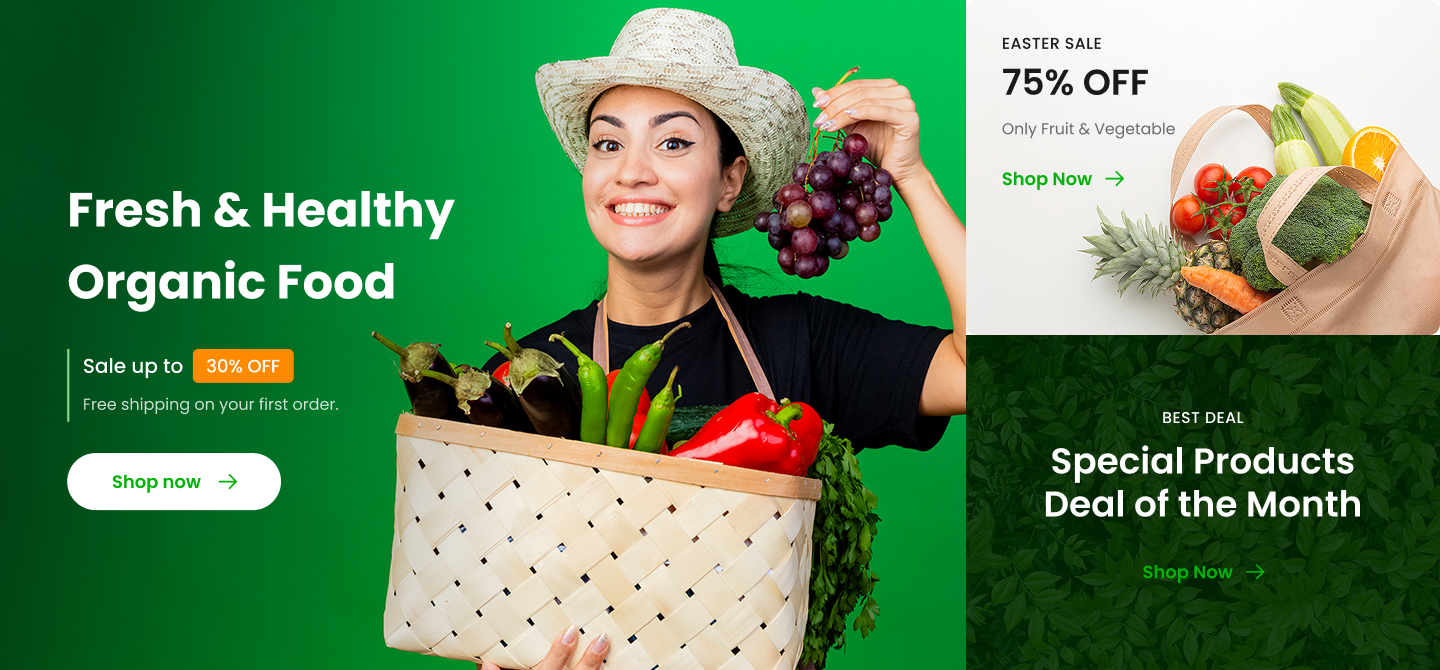 Fresh & Healthy
Organic Food
Sale up to 30% OFF
Free shipping on your first order.
Shop now
EASTER SALE
75% OFF
Only Fruit & Vegetable
Shop Now
BEST DEAL
Special Products
Deal of the Month
Shop Now